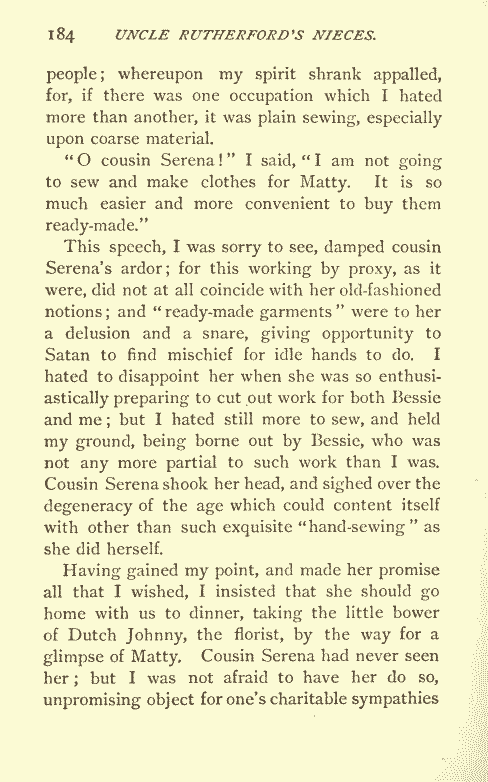 184 UNCLE RUTHERFORD'S NIECES.
people; whereupon my spirit shrank appalled,
for, if there was one occupation which I hated
more than another, it was plain sewing, especially
upon coarse material.
"O cousin Serena!" I said, "I am not going
to sew and make clothes for Matty. It is so
much easier and more convenient to buy them
ready-made."
This speech, I was sorry to see, damped cousin
Serena's ardor; for this working by proxy, as it
were, did not at all coincide with her old-fashioned
notions; and "ready-made garments" were to her
a delusion and a snare, giving opportunity to
Satan to find mischief for idle hands to do. I
hated to disappoint her when she was so enthusi-
astically preparing to cut out work for both Bessie
and me; but I hated still more to sew, and held
my ground, being borne out by Bessie, who was
not any more partial to such work than I was.
Cousin Serena shook her head, and sighed over the
degeneracy of the age which could content itself
with other than such exquisite "hand-sewing" as
she did herself.
Having gained my point, and made her promise
all that I wished, I insisted that she should go
home with us to dinner, taking the little bower
of Dutch Johnny, the florist, by the way for a
glimpse of Matty. Cousin Serena had never seen
her; but I was not afraid to have her do so,
unpromising object for one's charitable sympathies